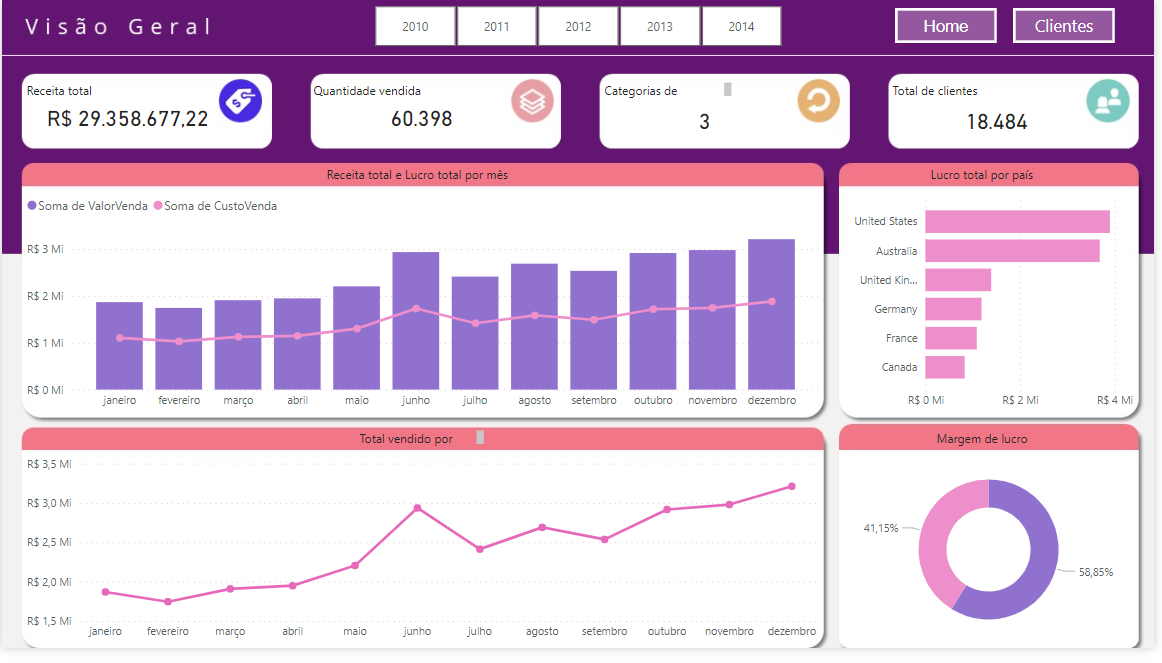 Visão Geral
2010
2011
2012
2013
2014
Home
Clientes
Receita total
R$ 29.358.677,22
Quantidade vendida
60.398
Categorias de
3
Total de clientes
18.484
Receita total e Lucro total por mês
Soma de ValorVenda
Soma de CustoVenda
R$ 3 Mi
R$ 2 Mi
R$ 1 Mi
R$ 0 Mi
janeiro
fevereiro
março
abril
maio
junho
julho
agosto
setembro
outubro
novembro
dezembro
Lucro total por país
United States
Australia
United Kin...
Germany
France
Canada
R$ 0 Mi
R$ 2 Mi
R$ 4 Mi
Total vendido por
R$ 3,5 Mi
R$ 3,0 Mi
R$ 2,5 Mi
R$ 2,0 Mi
R$ 1,5 Mi
janeiro
fevereiro
março
abril
maio
junho
julho
agosto
setembro
outubro
novembro
dezembro
Margem de lucro
41,15%
58,85%